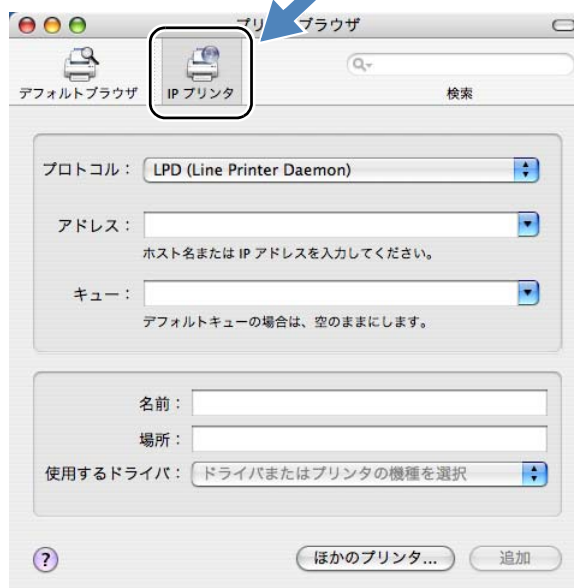 プリンタブラウザ
デフォルトブラウザ
IP プリンタ
検索
プロトコル：
LPD (Line Printer Daemon)
アドレス：
ホスト名または IP アドレスを入力してください。
キュー：
デフォルトキューの場合は、空のままにします。
名前：
場所：
使用するドライバ：
ドライバまたはプリンタの機種を選択
?
ほかのプリンタ...
追加